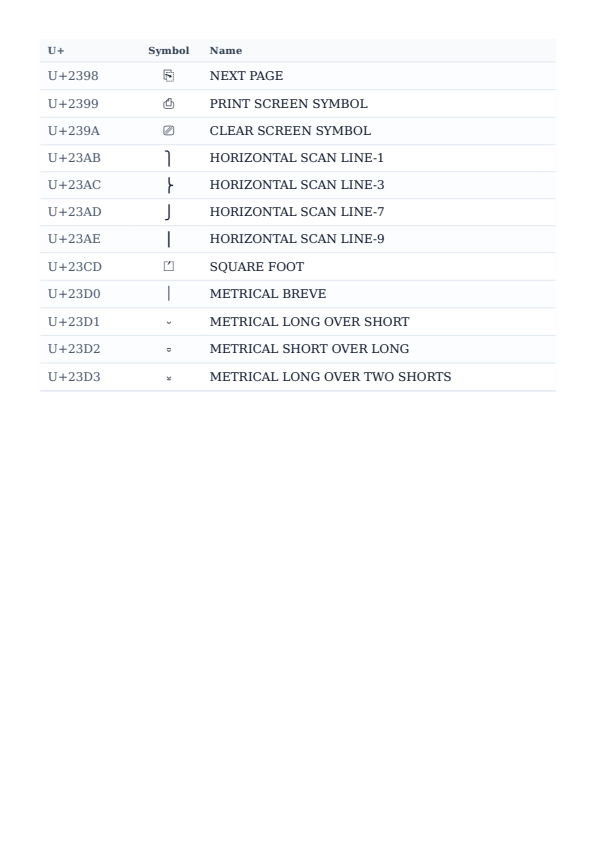 U+ Symbol Name
U+2398 ⎘ NEXT PAGE
U+2399 ⎙ PRINT SCREEN SYMBOL
U+239A ⎚ CLEAR SCREEN SYMBOL
U+23AB ⎫ HORIZONTAL SCAN LINE-1
U+23AC ⎬ HORIZONTAL SCAN LINE-3
U+23AD ⎭ HORIZONTAL SCAN LINE-7
U+23AE ⎮ HORIZONTAL SCAN LINE-9
U+23CD ⏍ SQUARE FOOT
U+23D0 ⏐ METRICAL BREVE
U+23D1 ⏑ METRICAL LONG OVER SHORT
U+23D2 ⏒ METRICAL SHORT OVER LONG
U+23D3 ⏓ METRICAL LONG OVER TWO SHORTS